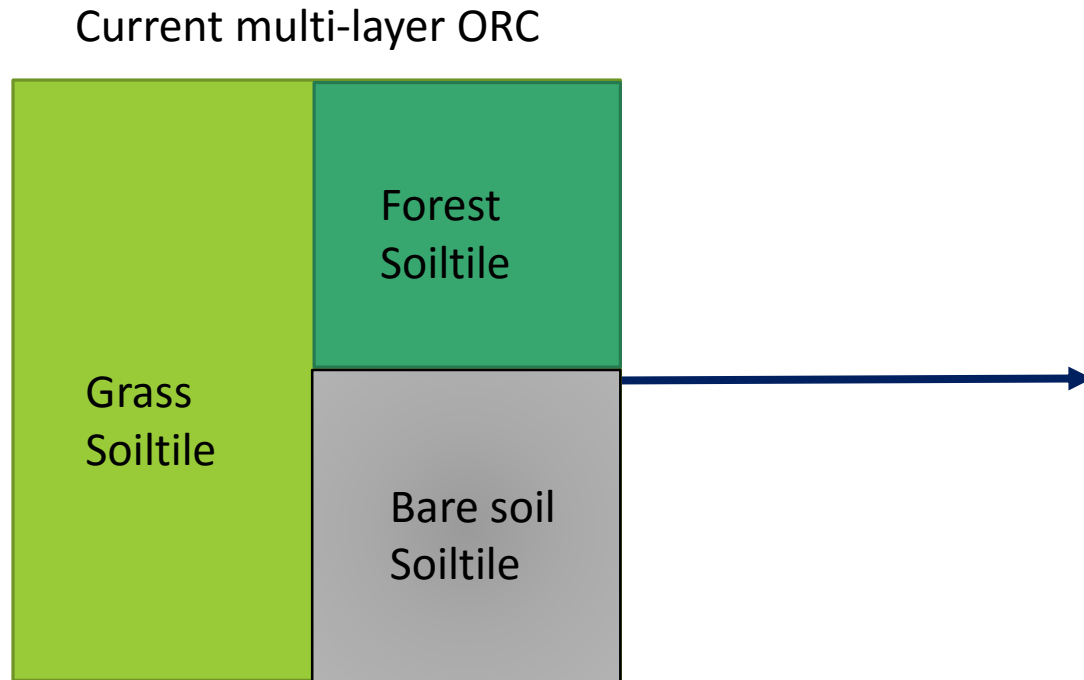 Current multi-layer ORC
Forest
Soiltile
Grass
Soiltile
Bare soil
Soiltile